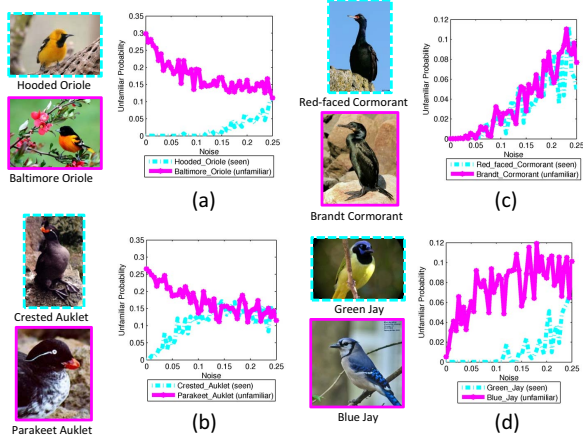 Hooded Oriole
Baltimore Oriole
Unfamiliar Probability
0.35
0.3
0.25
0.2
0.15
0.1
0.05
0
0 0.05 0.1 0.15 0.2 0.25
Noise
Hooded_Oriole (seen)
Baltimore_Oriole (unfamiliar)
(a)
Red-faced Cormorant
Brandt Cormorant
Unfamiliar Probability
0.12
0.1
0.08
0.06
0.04
0.02
0
0 0.05 0.1 0.15 0.2 0.25
Noise
Red_faced_Cormorant (seen)
Brandt_Cormorant (unfamiliar)
(c)
Crested Auklet
Parakeet Auklet
Unfamiliar Probability
0.35
0.3
0.25
0.2
0.15
0.1
0.05
0
0 0.05 0.1 0.15 0.2 0.25
Noise
Crested_Auklet (seen)
Parakeet_Auklet (unfamiliar)
(b)
Green Jay
Blue Jay
Unfamiliar Probability
0.12
0.1
0.08
0.06
0.04
0.02
0
0 0.05 0.1 0.15 0.2 0.25
Noise
Green_Jay (seen)
Blue_Jay (unfamiliar)
(d)